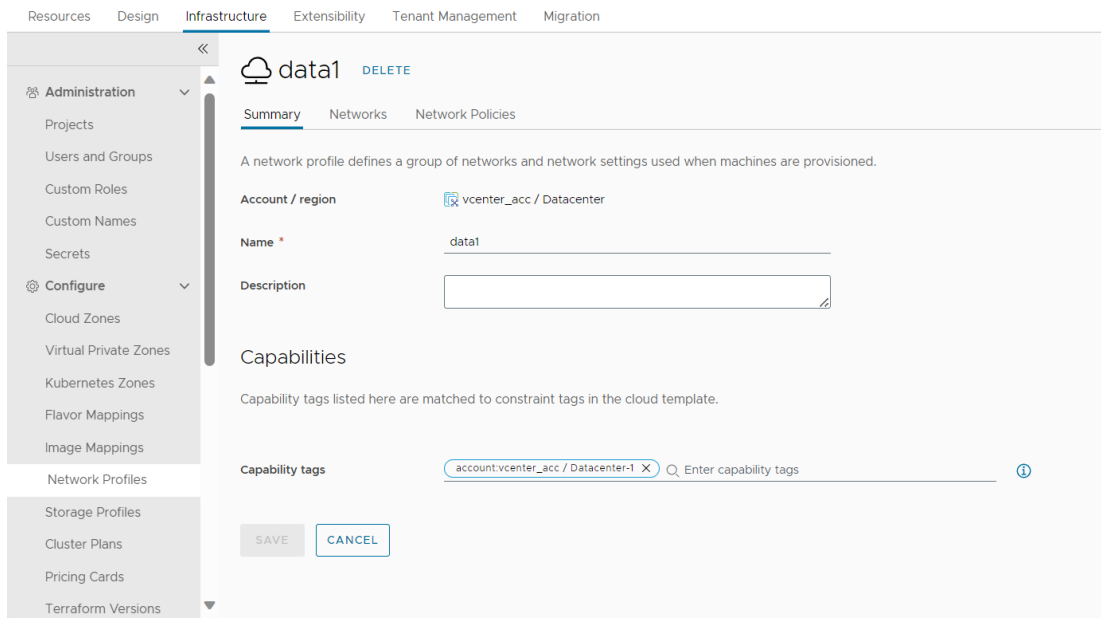 Resources Design Infrastructure Extensibility Tenant Management Migration
«
Administration
Projects
Users and Groups
Custom Roles
Custom Names
Secrets
Configure
Cloud Zones
Virtual Private Zones
Kubernetes Zones
Flavor Mappings
Image Mappings
Network Profiles
Storage Profiles
Cluster Plans
Pricing Cards
Terraform Versions
data1 DELETE
Summary Networks Network Policies
A network profile defines a group of networks and network settings used when machines are provisioned.
Account / region vcenter_acc / Datacenter
Name * data1
Description
Capabilities
Capability tags listed here are matched to constraint tags in the cloud template.
Capability tags account:vcenter_acc / Datacenter-1 Enter capability tags
SAVE CANCEL